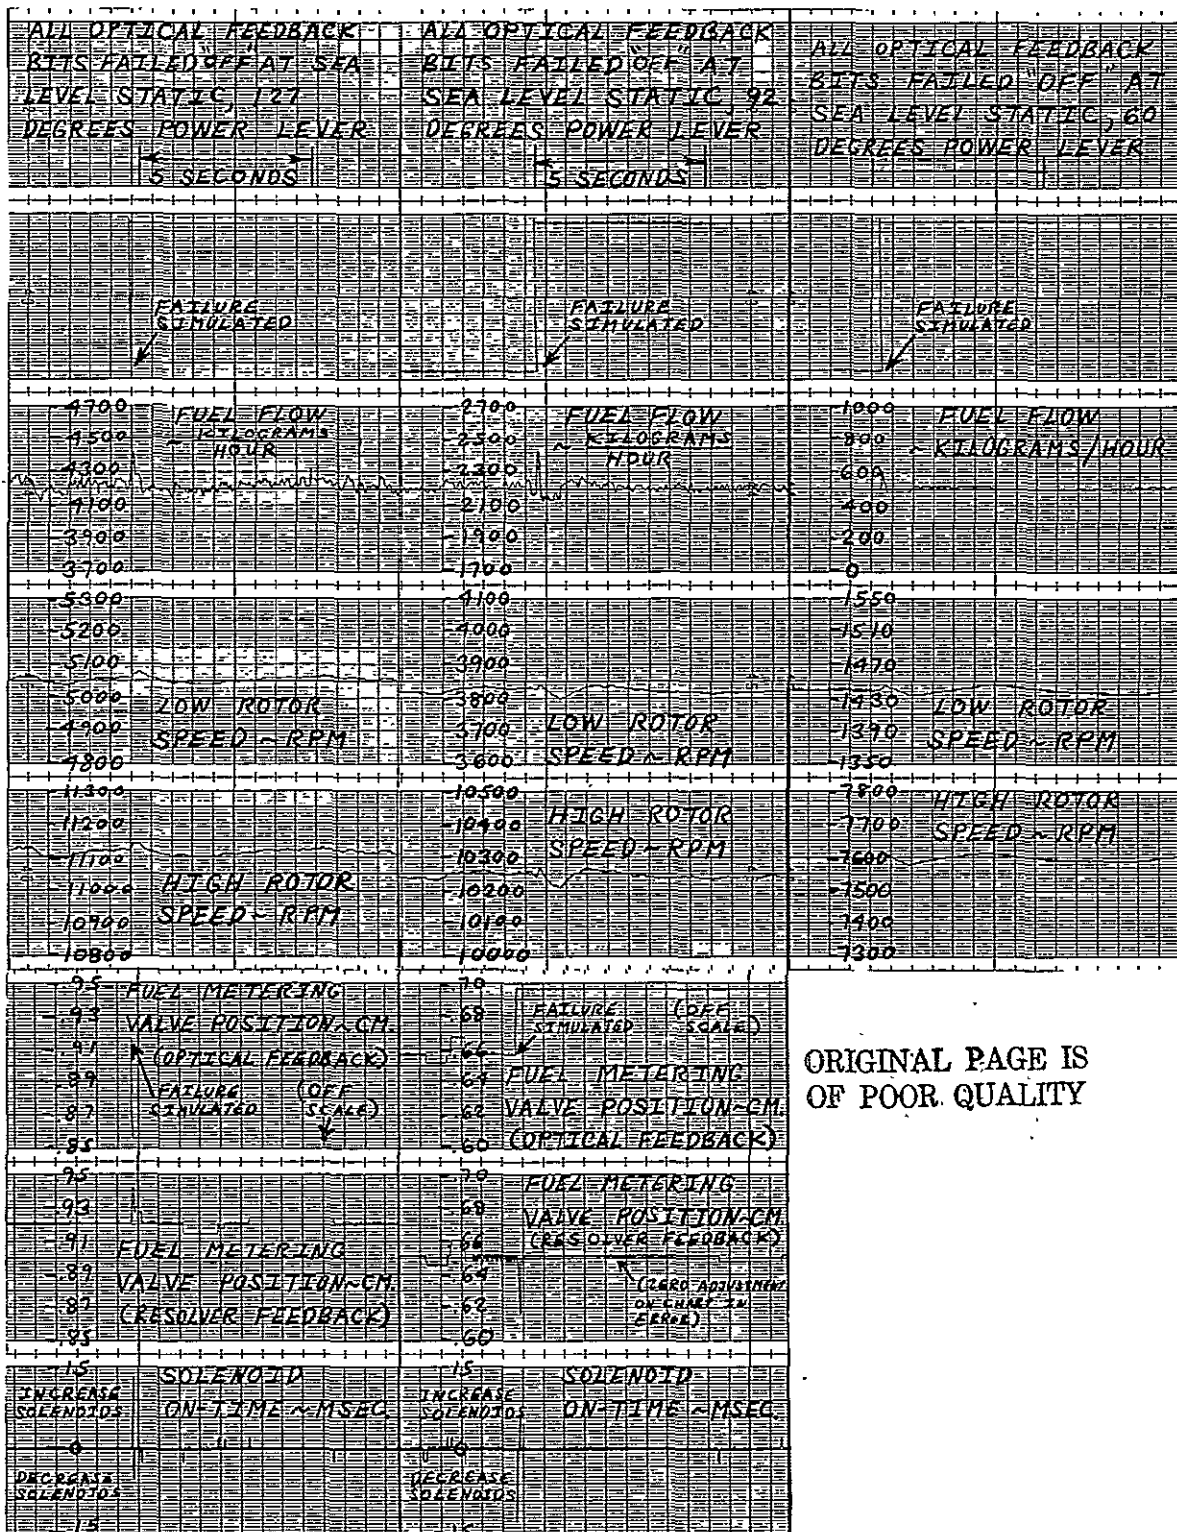 ALL OPTICAL FEEDBACK
BITS FAILED "OFF" AT SEA
LEVEL STATIC, 127
DEGREES POWER LEVER
5 SECONDS
ALL OPTICAL FEEDBACK
BITS FAILED "OFF" AT
SEA LEVEL STATIC, 92
DEGREES POWER LEVER
5 SECONDS
ALL OPTICAL FEEDBACK
BITS FAILED "OFF" AT
SEA LEVEL STATIC, 60
DEGREES POWER LEVER
FAILURE
SIMULATED
FAILURE
SIMULATED
FAILURE
SIMULATED
4700
4500
4300
4100
3900
3700
FUEL FLOW
~ KILOGRAMS
HOUR
2700
2500
2300
2100
1900
1700
FUEL FLOW
~ KILOGRAMS
HOUR
1000
800
600
400
200
0
FUEL FLOW
~ KILOGRAMS/HOUR
5300
5200
5100
5000
4900
4800
LOW ROTOR
SPEED ~ RPM
4100
4000
3900
3800
3700
3600
LOW ROTOR
SPEED ~ RPM
1550
1510
1470
1430
1390
1350
LOW ROTOR
SPEED ~ RPM
11300
11200
11100
11000
10900
10800
HIGH ROTOR
SPEED ~ RPM
10500
10400
10300
10200
10100
10000
HIGH ROTOR
SPEED ~ RPM
7800
7700
7600
7500
7400
7300
HIGH ROTOR
SPEED ~ RPM
.95
.93
.91
.89
.87
.85
FUEL METERING
VALVE POSITION ~ CM.
(OPTICAL FEEDBACK)
FAILURE
SIMULATED
(OFF
SCALE)
.70
.68
.66
.64
.62
.60
FAILURE
SIMULATED
(OFF
SCALE)
FUEL METERING
VALVE POSITION ~ CM.
(OPTICAL FEEDBACK)
ORIGINAL PAGE IS
OF POOR QUALITY
.95
.93
.91
.89
.87
.85
FUEL METERING
VALVE POSITION ~ CM.
(RESOLVER FEEDBACK)
.70
.68
.66
.64
.62
.60
FUEL METERING
VALVE POSITION ~ CM
(RESOLVER FEEDBACK)
(ZERO ADJUSTMENT
ON CHART IN
ERROR)
15
INCREASE
SOLENOIDS
0
DECREASE
SOLENOIDS
15
SOLENOID
ON-TIME ~ MSEC.
15
INCREASE
SOLENOIDS
0
DECREASE
SOLENOIDS
15
SOLENOID
ON-TIME ~ MSEC.